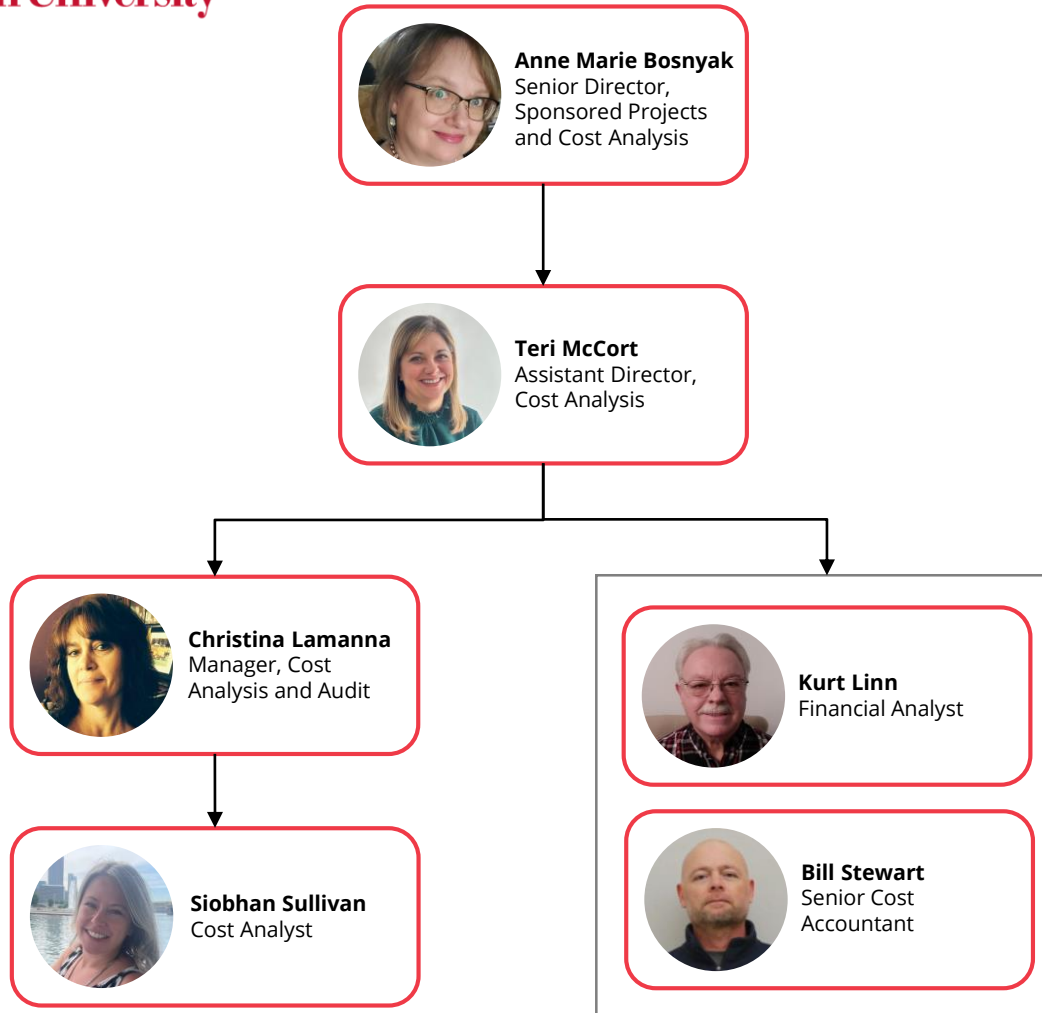 University
Anne Marie Bosnyak
Senior Director,
Sponsored Projects
and Cost Analysis
Teri McCort
Assistant Director,
Cost Analysis
Christina Lamanna
Manager, Cost
Analysis and Audit
Siobhan Sullivan
Cost Analyst
Kurt Linn
Financial Analyst
Bill Stewart
Senior Cost
Accountant